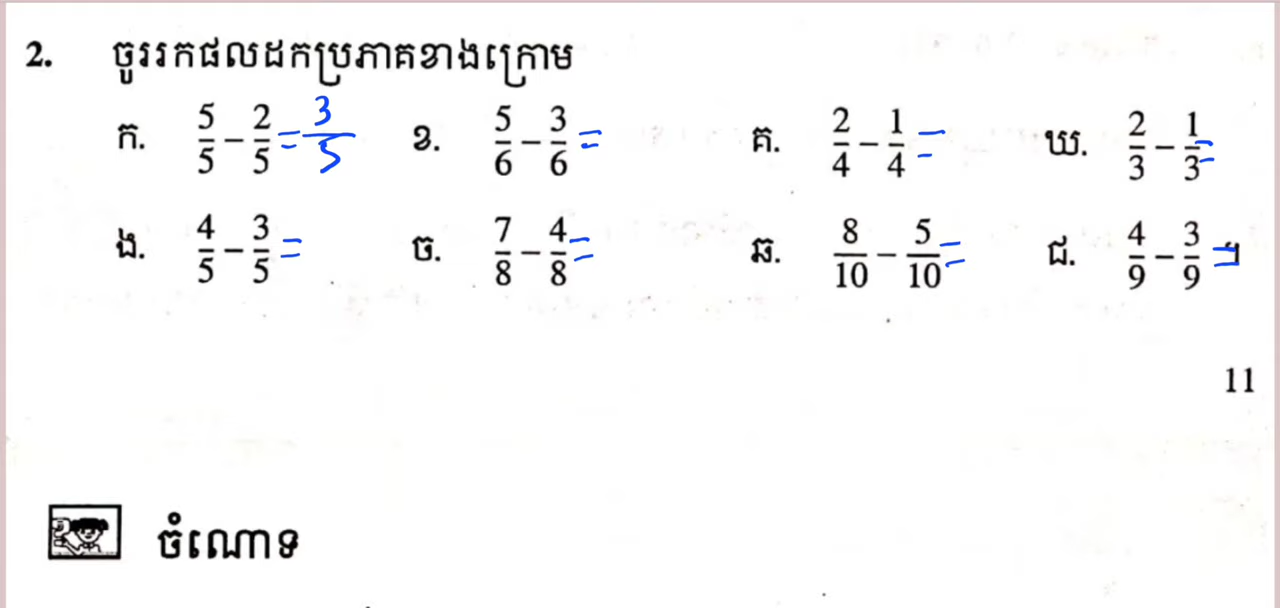 2. ចូររកផលដកប្រភាគខាងក្រោម
ក. 5/5 − 2/5 = 3/5 ខ. 5/6 − 3/6 = គ. 2/4 − 1/4 = ឃ. 2/3 − 1/3 =
ង. 4/5 − 3/5 = ច. 7/8 − 4/8 = ឆ. 8/10 − 5/10 = ជ. 4/9 − 3/9 = ។
11
ចំណោទ